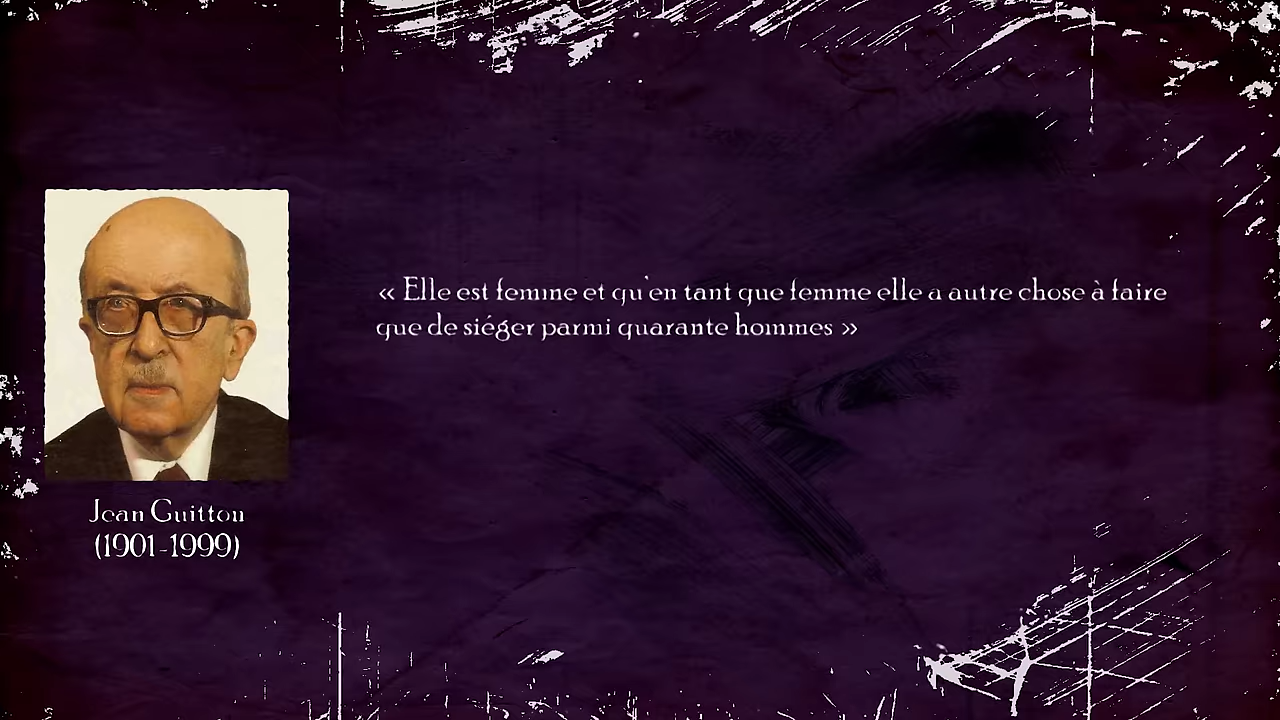 « Elle est femme et qu'en tant que femme elle a autre chose à faire
que de siéger parmi quarante hommes »
Jean Guitton
(1901-1999)